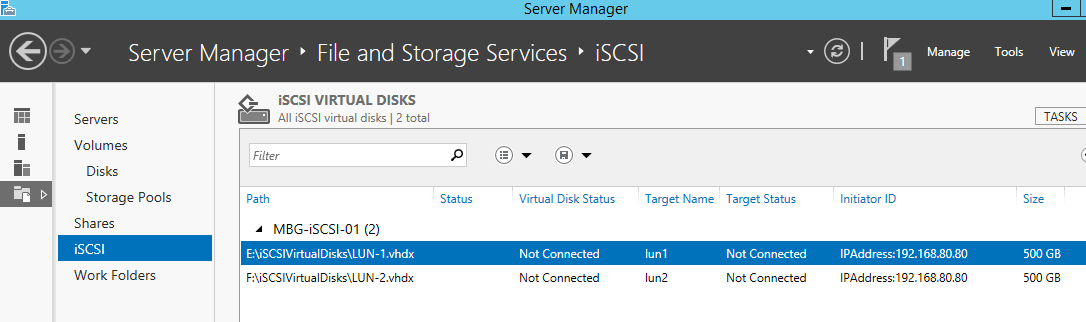 Server Manager
Server Manager ▸ File and Storage Services ▸ iSCSI
1
Manage Tools View
Servers
Volumes
Disks
Storage Pools
Shares
iSCSI
Work Folders
iSCSI VIRTUAL DISKS
All iSCSI virtual disks | 2 total
TASKS
Filter
Path Status Virtual Disk Status Target Name Target Status Initiator ID Size
MBG-iSCSI-01 (2)
E:\iSCSIVirtualDisks\LUN-1.vhdx Not Connected lun1 Not Connected IPAddress:192.168.80.80 500 GB
F:\iSCSIVirtualDisks\LUN-2.vhdx Not Connected lun2 Not Connected IPAddress:192.168.80.80 500 GB